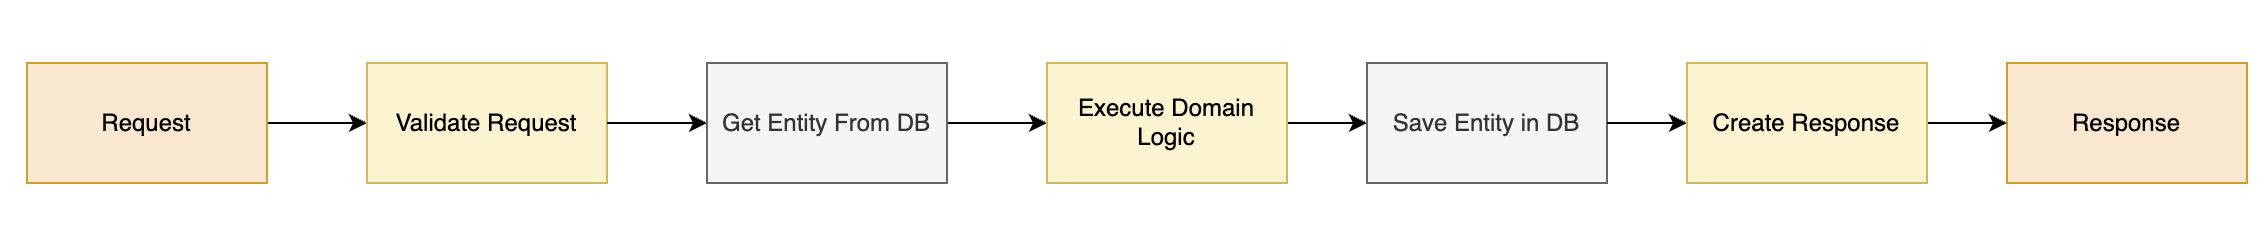 Request
Validate Request
Get Entity From DB
Execute Domain
Logic
Save Entity in DB
Create Response
Response